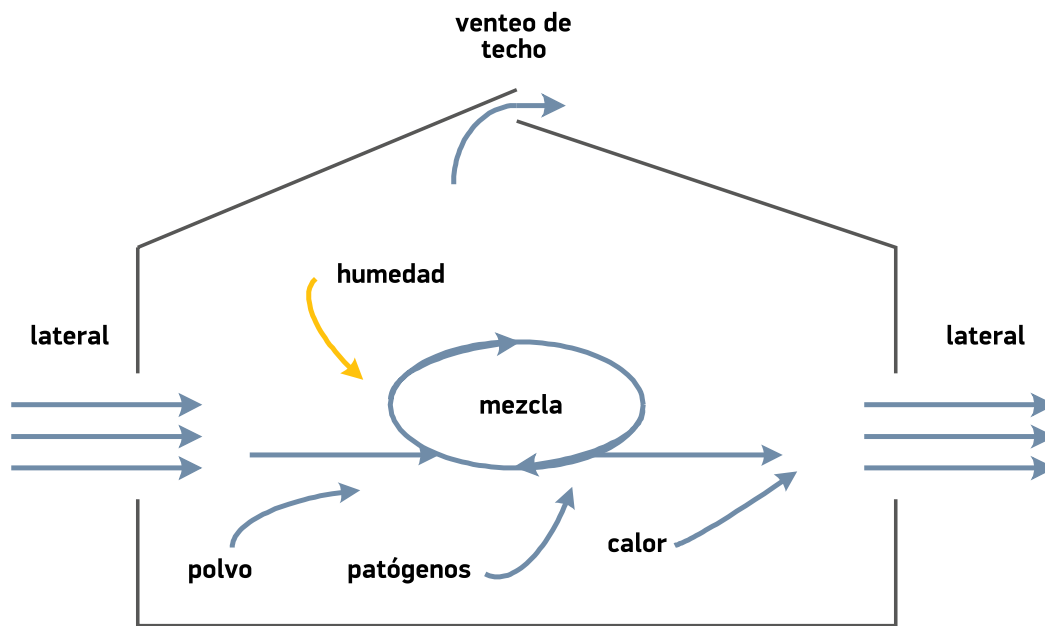 venteo de
techo
humedad
lateral
lateral
mezcla
calor
polvo
patógenos